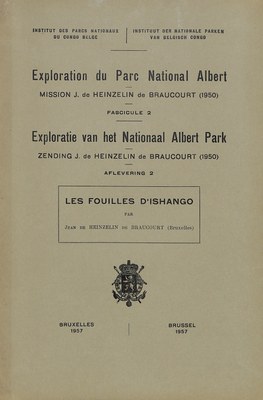 INSTITUT DES PARCS NATIONAUX
DU CONGO BELGE
INSTITUUT DER NATIONALE PARKEN
VAN BELGISCH CONGO
Exploration du Parc National Albert
MISSION J. de HEINZELIN de BRAUCOURT (1950)
FASCICULE 2
Exploratie van het Nationaal Albert Park
ZENDING J. de HEINZELIN de BRAUCOURT (1950)
AFLEVERING 2
LES FOUILLES D'ISHANGO
PAR
Jean de HEINZELIN de BRAUCOURT (Bruxelles)
BRUXELLES
1957
BRUSSEL
1957